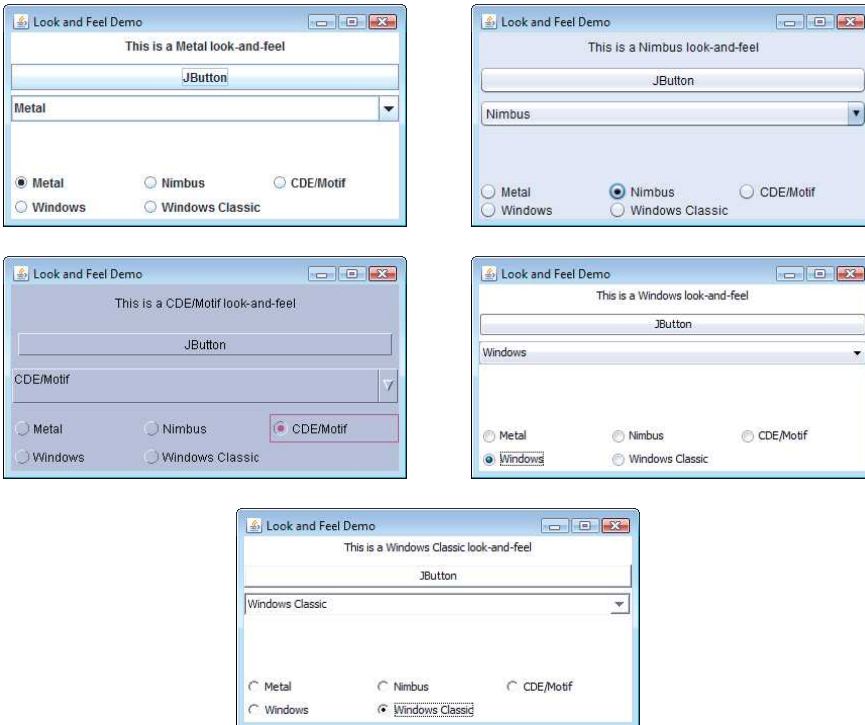 Look and Feel Demo
This is a Metal look-and-feel
JButton
Metal
Metal Nimbus CDE/Motif
Windows Windows Classic
Look and Feel Demo
This is a Nimbus look-and-feel
JButton
Nimbus
Metal Nimbus CDE/Motif
Windows Windows Classic
Look and Feel Demo
This is a CDE/Motif look-and-feel
JButton
CDE/Motif
Metal Nimbus CDE/Motif
Windows Windows Classic
Look and Feel Demo
This is a Windows look-and-feel
JButton
Windows
Metal Nimbus CDE/Motif
Windows Windows Classic
Look and Feel Demo
This is a Windows Classic look-and-feel
JButton
Windows Classic
Metal Nimbus CDE/Motif
Windows Windows Classic